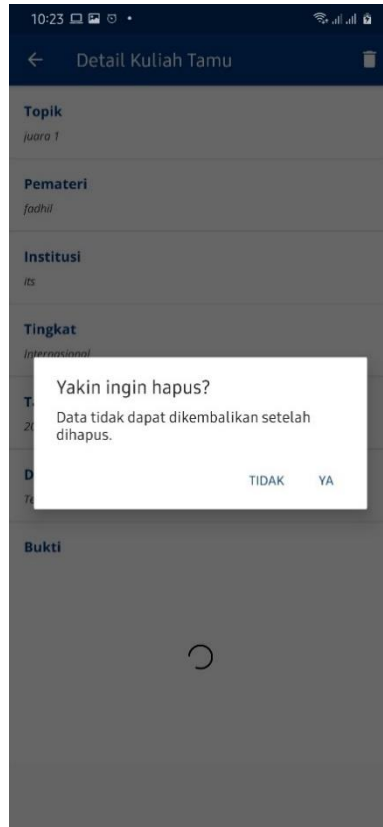 10:23
Detail Kuliah Tamu
Topik
juara 1
Pemateri
fadhil
Institusi
its
Tingkat
Internasional
Yakin ingin hapus?
Data tidak dapat dikembalikan setelah
dihapus.
TIDAK YA
Bukti